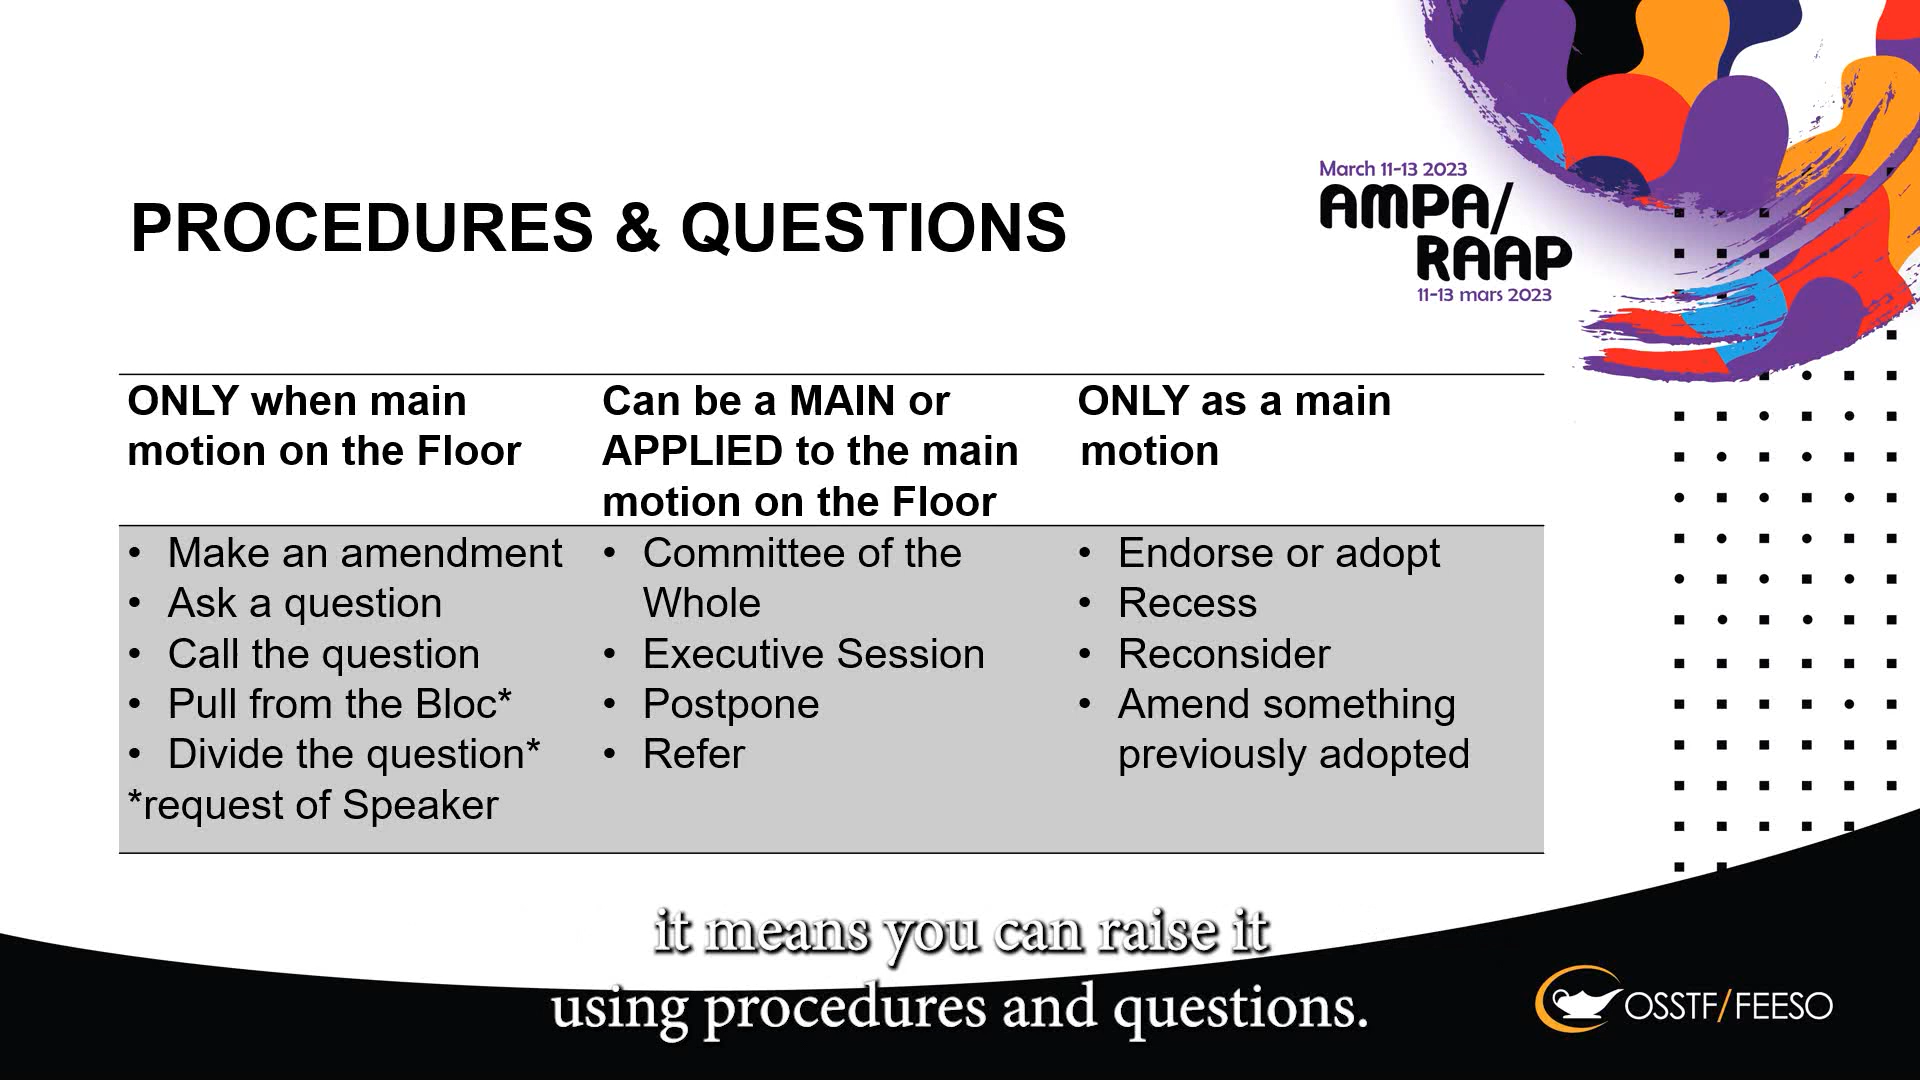 March 11-13 2023
AMPA/
RAAP
11-13 mars 2023
PROCEDURES & QUESTIONS
ONLY when main
motion on the Floor
• Make an amendment
• Ask a question
• Call the question
• Pull from the Bloc*
• Divide the question*
*request of Speaker
Can be a MAIN or
APPLIED to the main
motion on the Floor
• Committee of the
Whole
• Executive Session
• Postpone
• Refer
ONLY as a main
motion
• Endorse or adopt
• Recess
• Reconsider
• Amend something
previously adopted
it means you can raise it
using procedures and questions.
OSSTF/FEESO